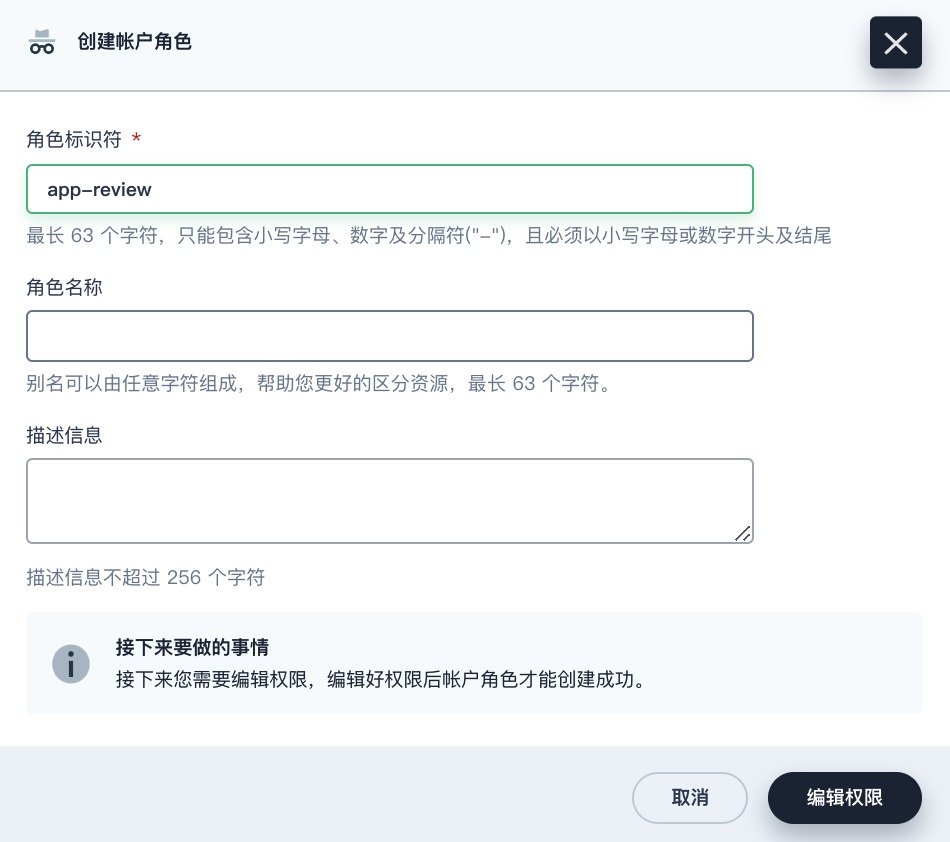 创建帐户角色
角色标识符 *
app-review
最长 63 个字符，只能包含小写字母、数字及分隔符("-")，且必须以小写字母或数字开头及结尾
角色名称
别名可以由任意字符组成，帮助您更好的区分资源，最长 63 个字符。
描述信息
描述信息不超过 256 个字符
接下来要做的事情
接下来您需要编辑权限，编辑好权限后帐户角色才能创建成功。
取消
编辑权限